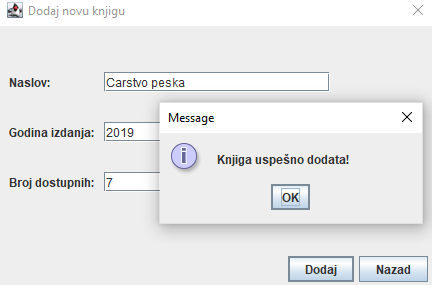 Dodaj novu knjigu
Naslov: Carstvo peska
Message
Godina izdanja: 2019
Knjiga uspešno dodata!
Broj dostupnih: 7
OK
Dodaj Nazad